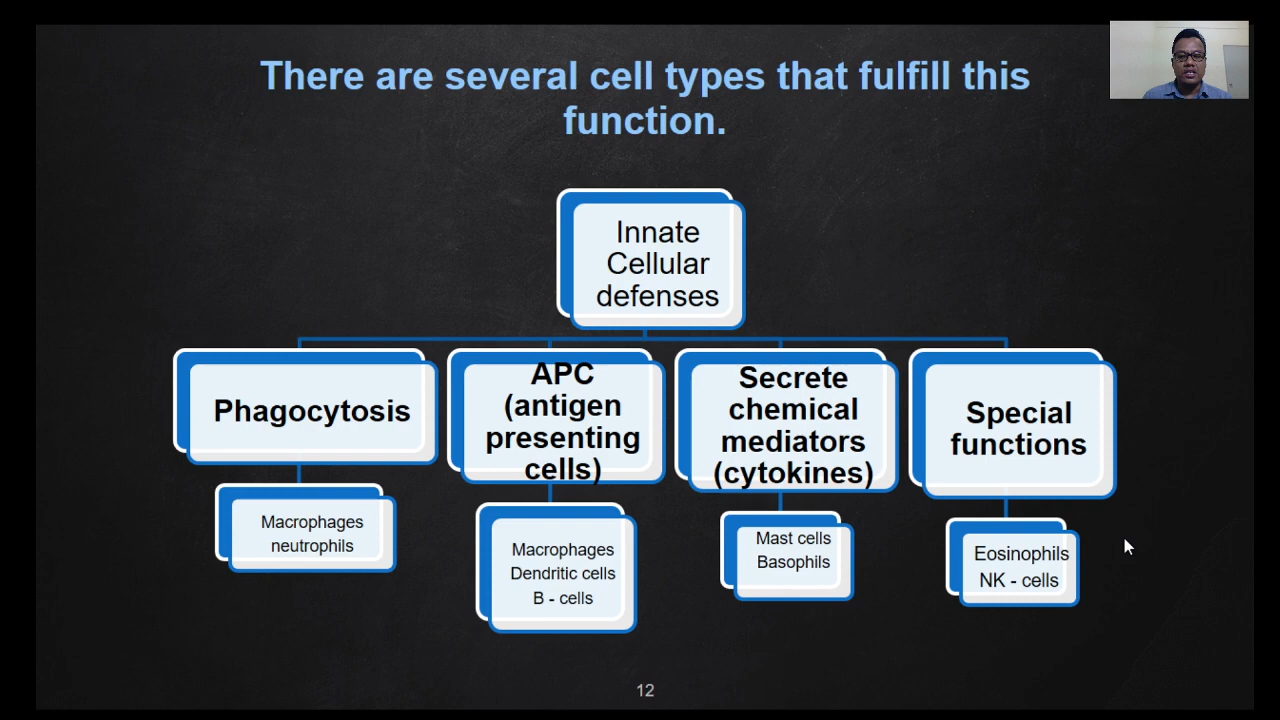 There are several cell types that fulfill this
function.
Innate
Cellular
defenses
Phagocytosis
APC
(antigen
presenting
cells)
Secrete
chemical
mediators
(cytokines)
Special
functions
Macrophages
neutrophils
Macrophages
Dendritic cells
B - cells
Mast cells
Basophils
Eosinophils
NK - cells
12